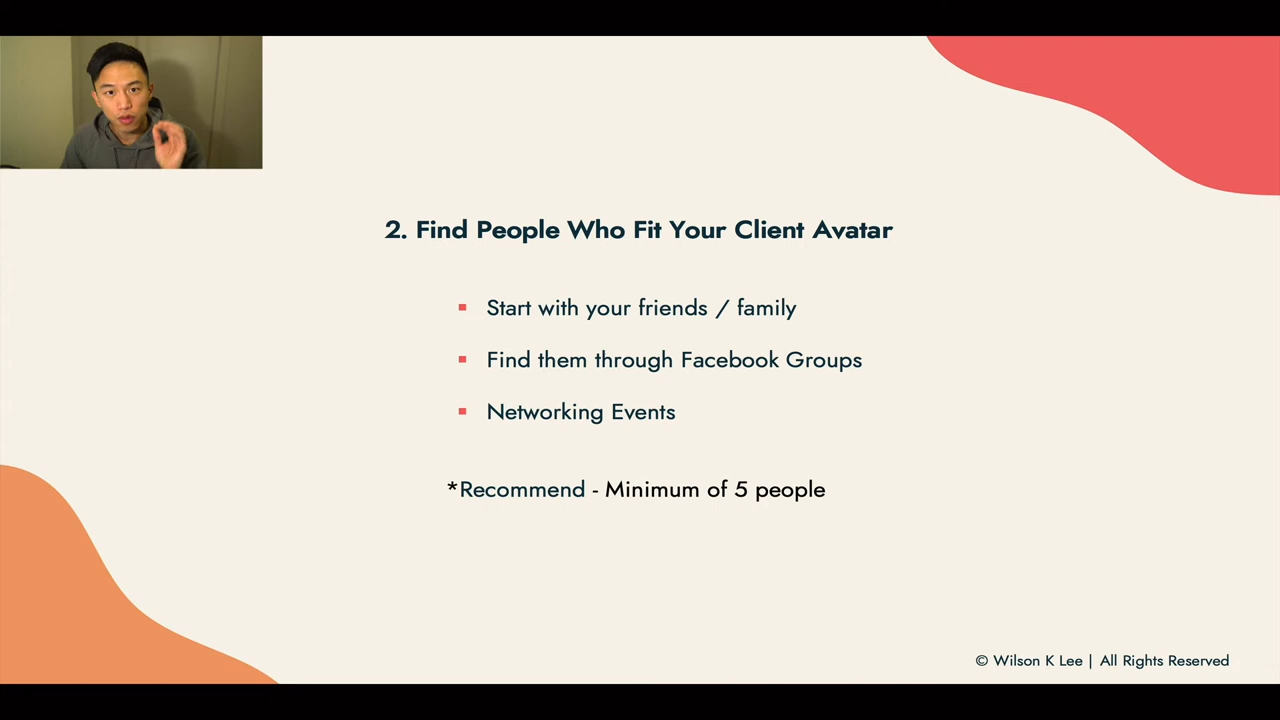 2. Find People Who Fit Your Client Avatar
Start with your friends / family
Find them through Facebook Groups
Networking Events
*Recommend - Minimum of 5 people
© Wilson K Lee | All Rights Reserved